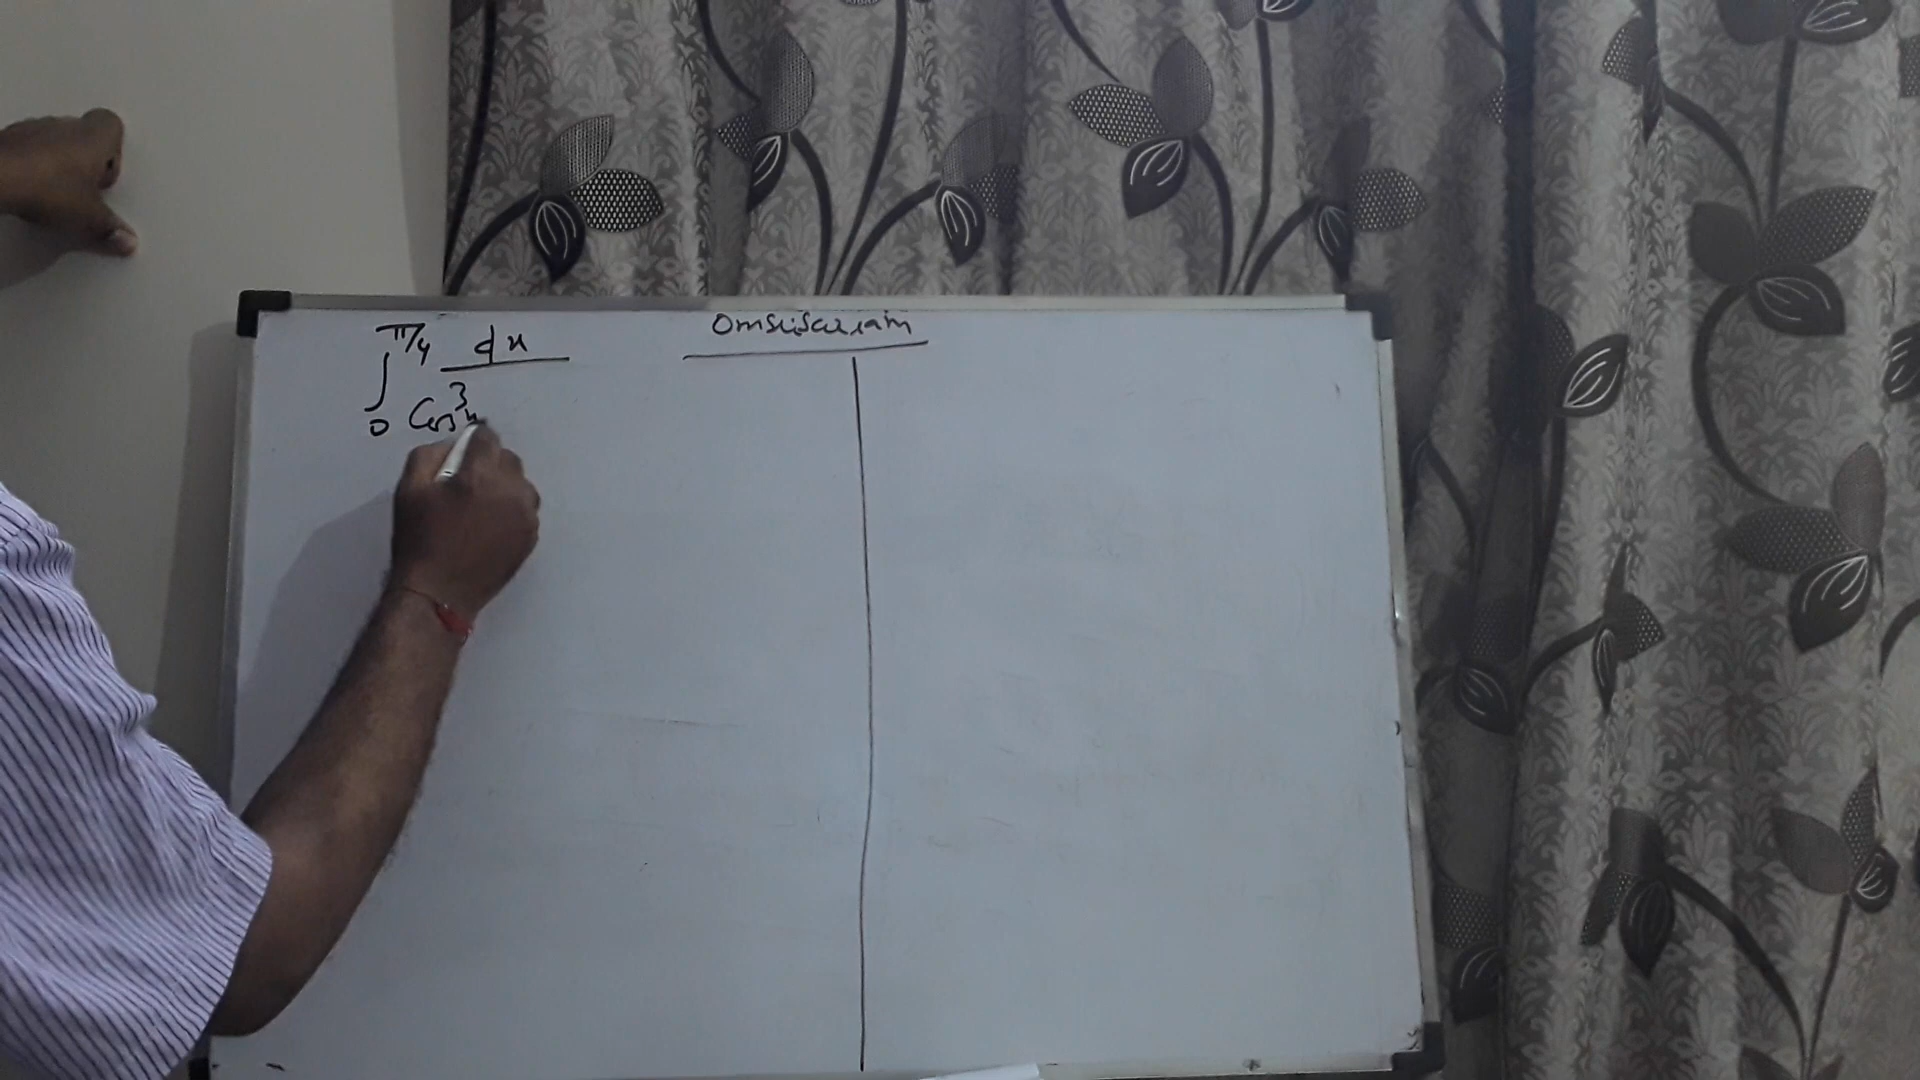 Omsrisairam
∫₀^(π/4) dx / Cos³x